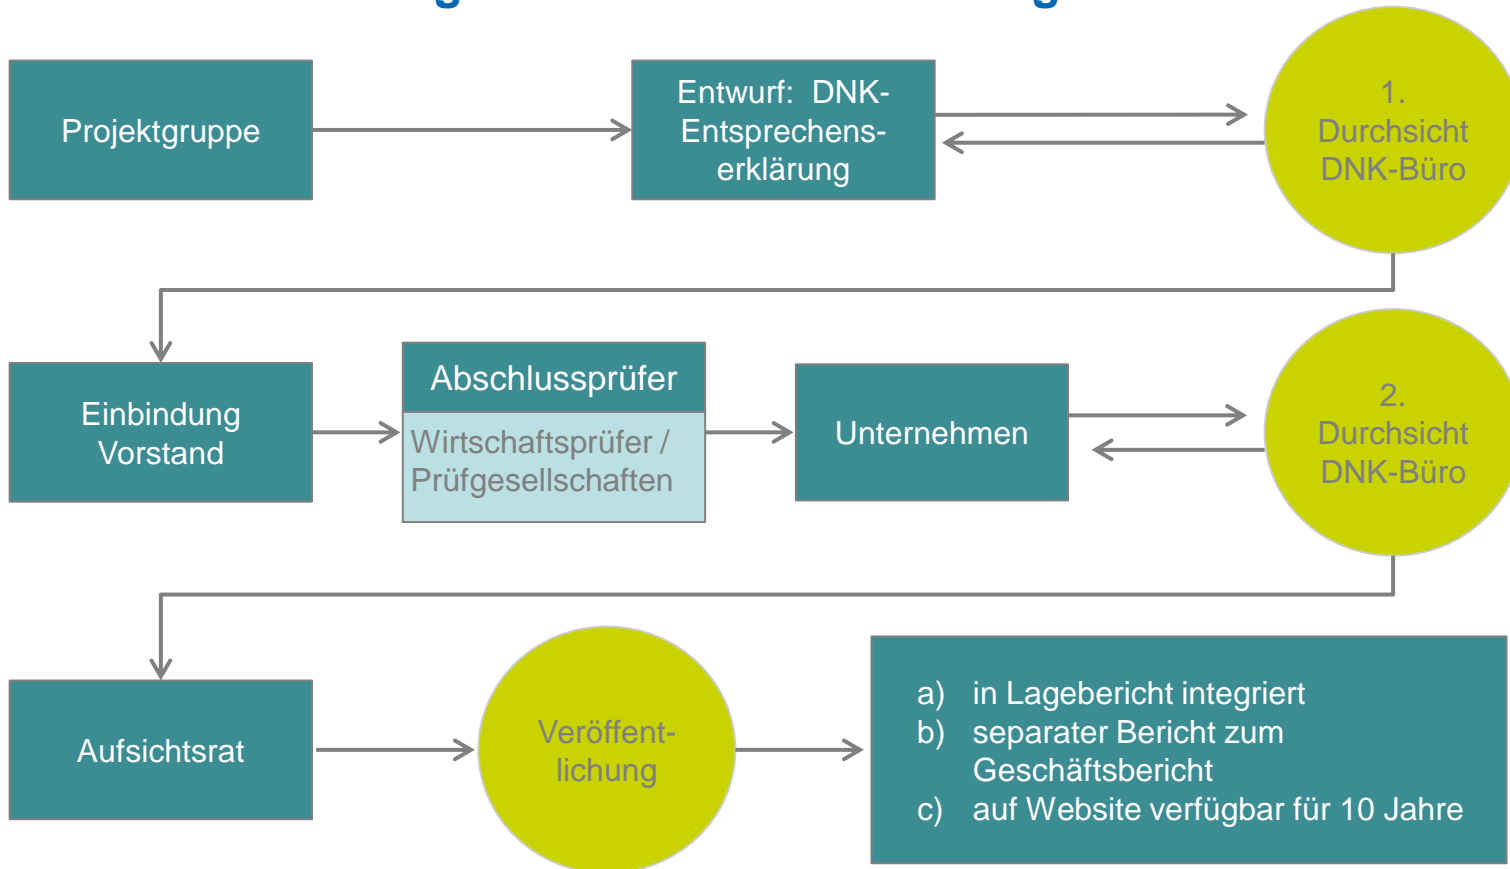 Projektgruppe
Entwurf: DNK-
Entsprechens-
erklärung
1.
Durchsicht
DNK-Büro
Einbindung
Vorstand
Abschlussprüfer
Wirtschaftsprüfer /
Prüfgesellschaften
Unternehmen
2.
Durchsicht
DNK-Büro
Aufsichtsrat
Veröffent-
lichung
a) in Lagebericht integriert
b) separater Bericht zum
Geschäftsbericht
c) auf Website verfügbar für 10 Jahre